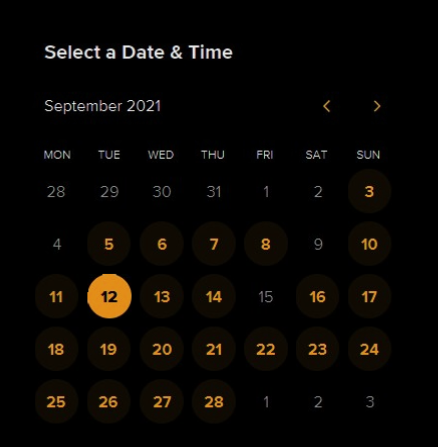 Select a Date & Time
September 2021
MON TUE WED THU FRI SAT SUN
28 29 30 31 1 2 3
4 5 6 7 8 9 10
11 12 13 14 15 16 17
18 19 20 21 22 23 24
25 26 27 28 1 2 3